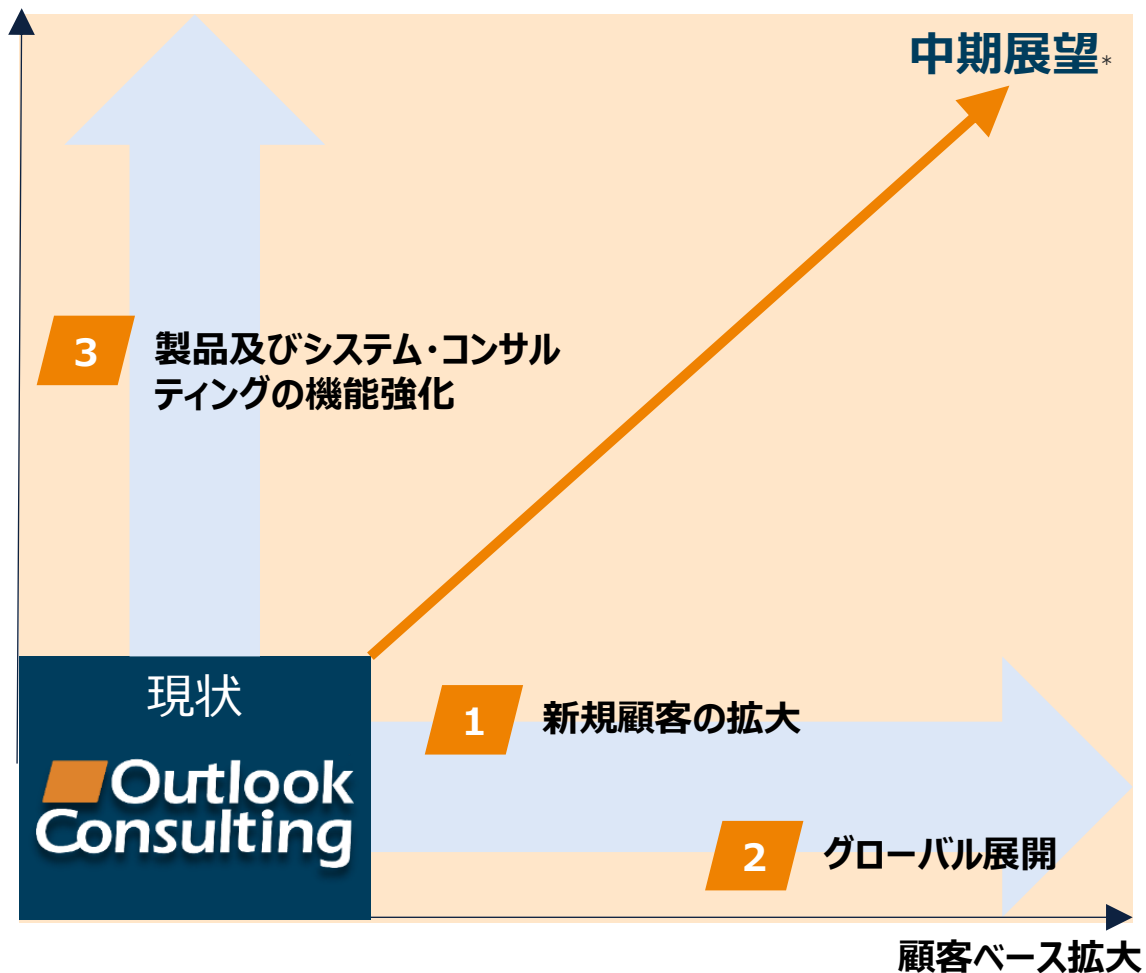 中期展望*
3
製品及びシステム・コンサル
ティングの機能強化
現状
Outlook
Consulting
1
新規顧客の拡大
2
グローバル展開
顧客ベース拡大